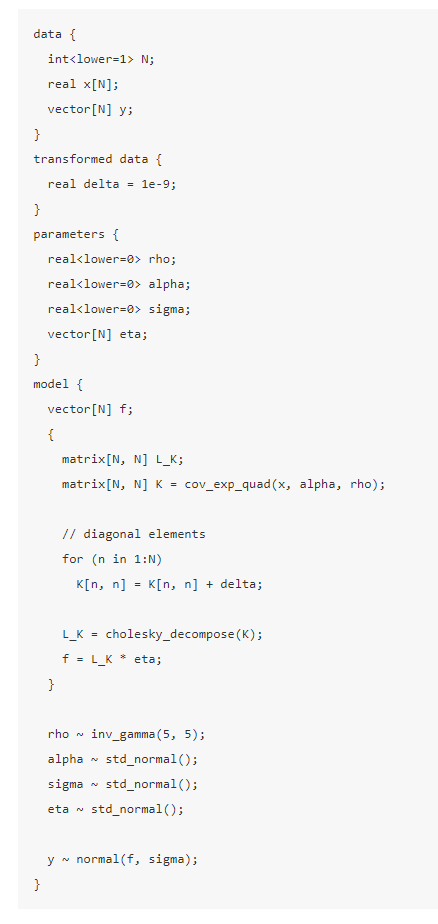 data {
  int<lower=1> N;
  real x[N];
  vector[N] y;
}
transformed data {
  real delta = 1e-9;
}
parameters {
  real<lower=0> rho;
  real<lower=0> alpha;
  real<lower=0> sigma;
  vector[N] eta;
}
model {
  vector[N] f;
  {
    matrix[N, N] L_K;
    matrix[N, N] K = cov_exp_quad(x, alpha, rho);

    // diagonal elements
    for (n in 1:N)
      K[n, n] = K[n, n] + delta;

    L_K = cholesky_decompose(K);
    f = L_K * eta;
  }

  rho ~ inv_gamma(5, 5);
  alpha ~ std_normal();
  sigma ~ std_normal();
  eta ~ std_normal();

  y ~ normal(f, sigma);
}